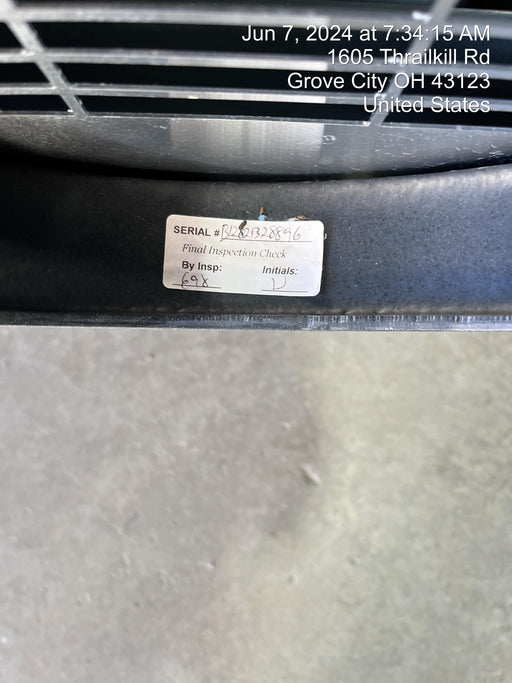 Jun 7, 2024 at 7:34:15 AM
1605 Thrailkill Rd
Grove City OH 43123
United States
SERIAL #
Final Inspection Check
By Insp: Initials: